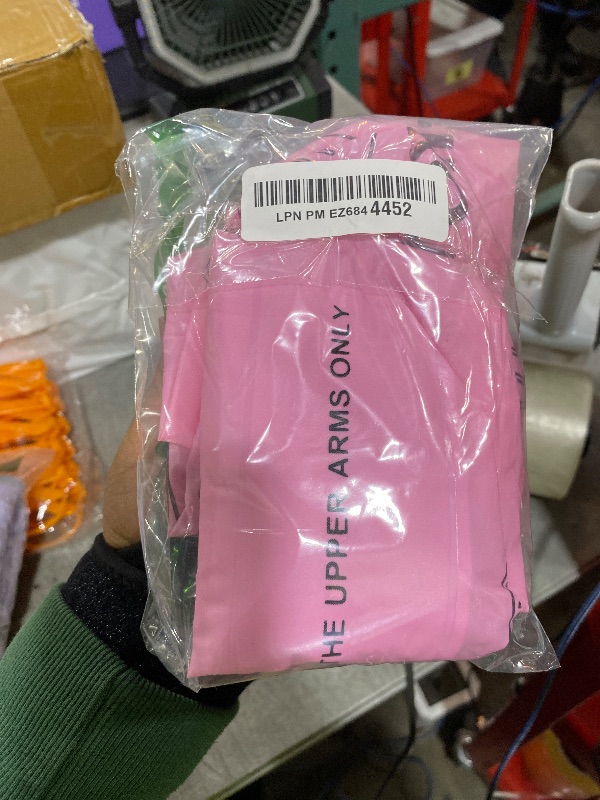 LPN PM EZ6844452
THE UPPER ARMS ONLY